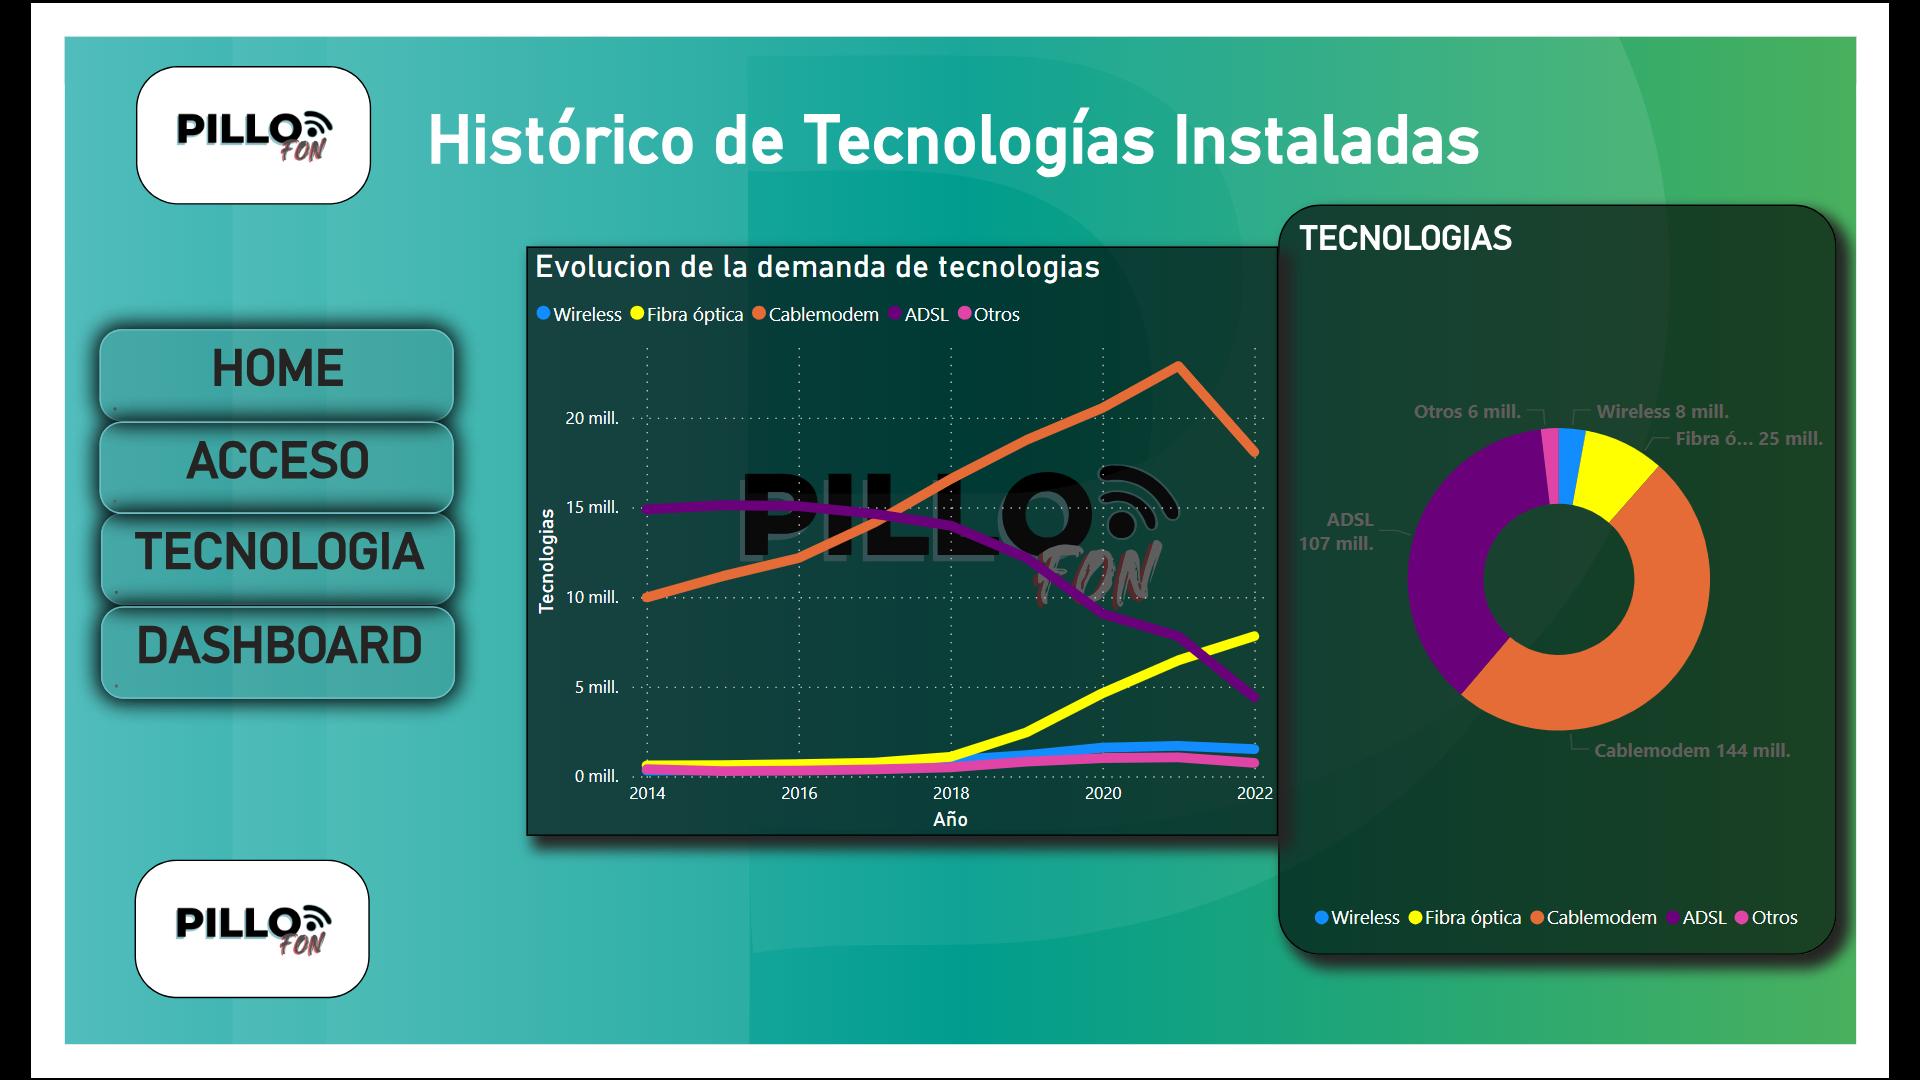 PILLO
FON
Histórico de Tecnologías Instaladas
HOME
ACCESO
TECNOLOGIA
DASHBOARD
PILLO
FON
Evolucion de la demanda de tecnologias
Wireless Fibra óptica Cablemodem ADSL Otros
Tecnologias
20 mill.
15 mill.
10 mill.
5 mill.
0 mill.
2014 2016 2018 2020 2022
Año
PILLO
FON
TECNOLOGIAS
Otros 6 mill.
Wireless 8 mill.
Fibra ó... 25 mill.
ADSL
107 mill.
Cablemodem 144 mill.
Wireless Fibra óptica Cablemodem ADSL Otros